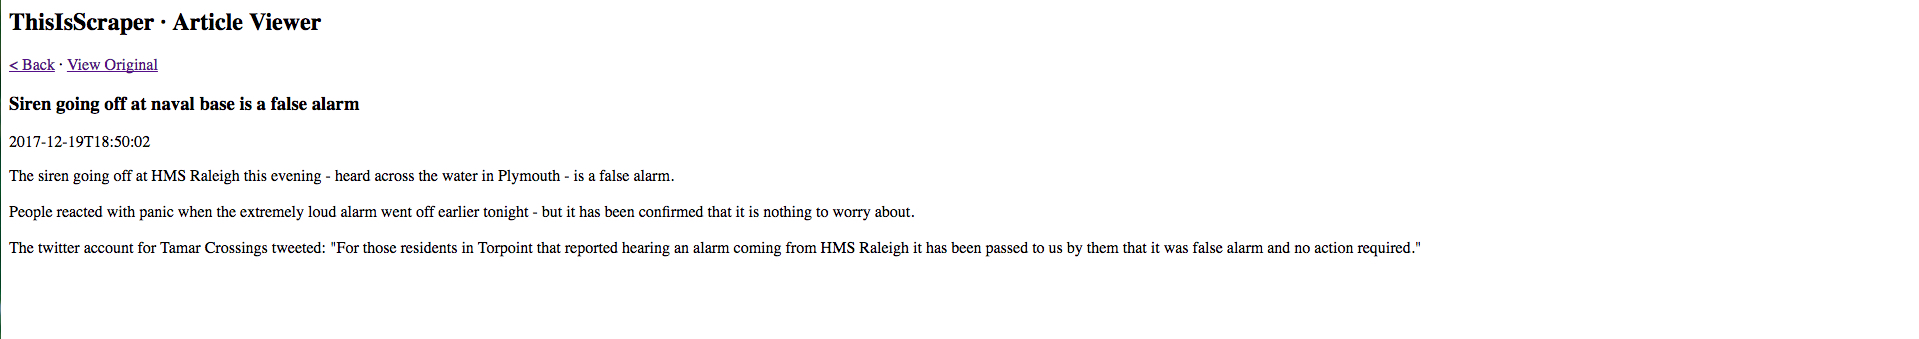 ThisIsScraper · Article Viewer
< Back · View Original
Siren going off at naval base is a false alarm
2017-12-19T18:50:02
The siren going off at HMS Raleigh this evening - heard across the water in Plymouth - is a false alarm.
People reacted with panic when the extremely loud alarm went off earlier tonight - but it has been confirmed that it is nothing to worry about.
The twitter account for Tamar Crossings tweeted: "For those residents in Torpoint that reported hearing an alarm coming from HMS Raleigh it has been passed to us by them that it was false alarm and no action required."